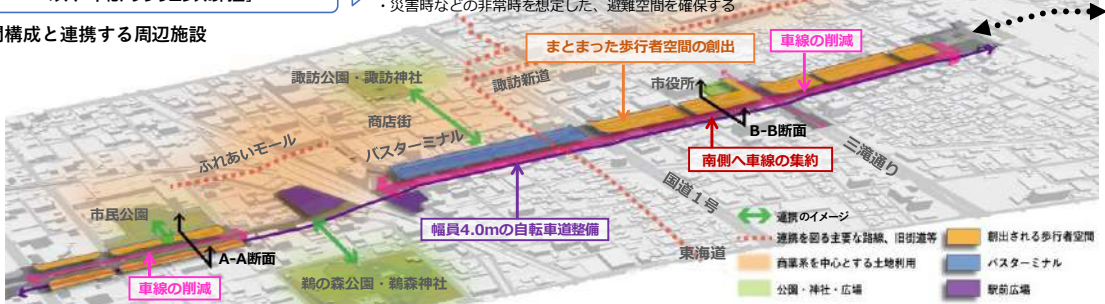 ・災害時などの非常時を想定した、避難空間を確保する
構成と連携する周辺施設
まとまった歩行者空間の創出
車線の削減
諏訪公園・諏訪神社
諏訪新道
市役所
商店街
バスターミナル
B-B断面
ふれあいモール
南側へ車線の集約
三滝通り
国道1号
市民公園
幅員4.0mの自転車道整備
東海道
A-A断面
車線の削減
鵜の森公園・鵜森神社
連携のイメージ
連携を図る主要な路線、旧街道等
商業系を中心とする土地利用
公園・神社・広場
創出される歩行者空間
バスターミナル
駅前広場